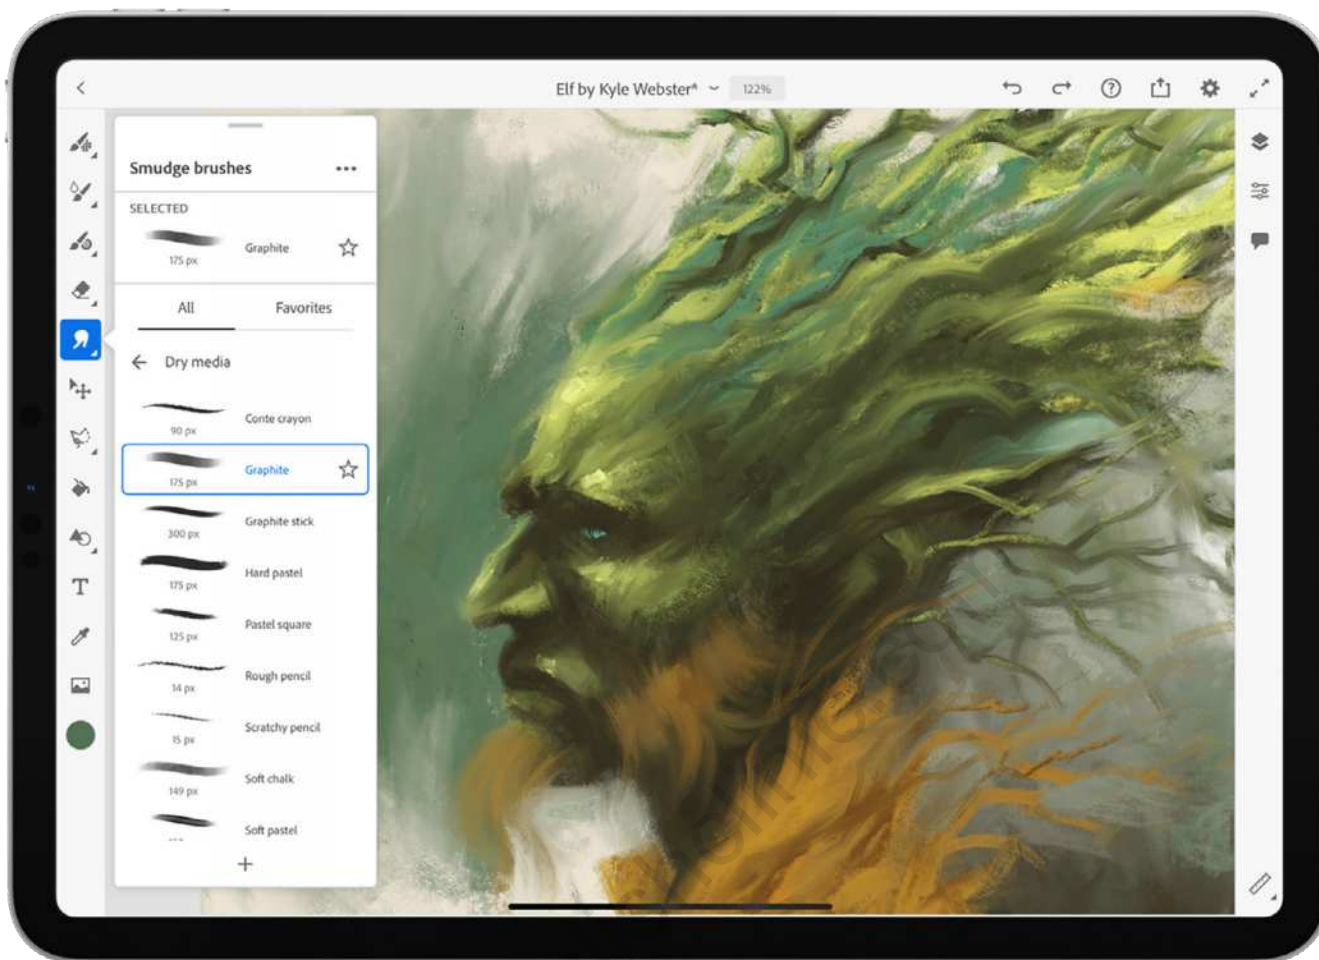 Elf by Kyle Webster*
122%
Smudge brushes
SELECTED
Graphite
175 px
All
Favorites
Dry media
Conte crayon
90 px
Graphite
175 px
Graphite stick
300 px
Hard pastel
175 px
Pastel square
125 px
Rough pencil
14 px
Scratchy pencil
15 px
Soft chalk
149 px
Soft pastel
T